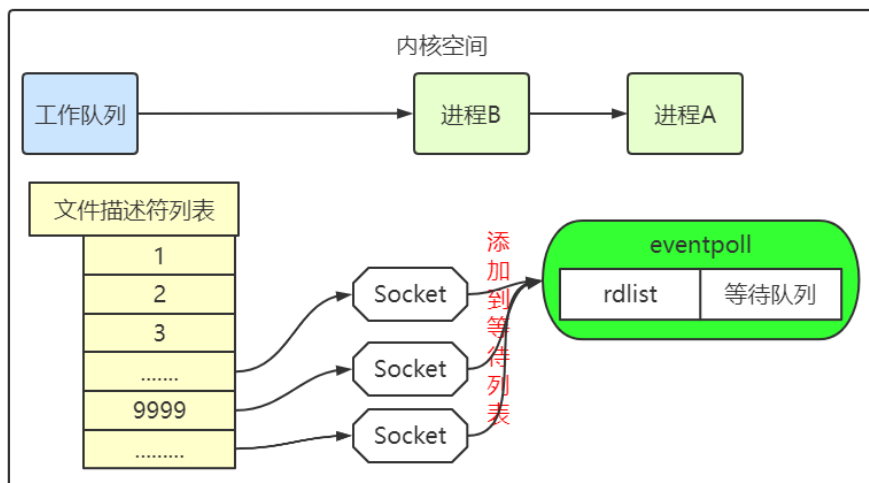 内核空间
工作队列
进程B
进程A
文件描述符列表
1
2
3
.......
9999
.........
Socket
Socket
Socket
添加到等待列表
eventpoll
rdlist
等待队列